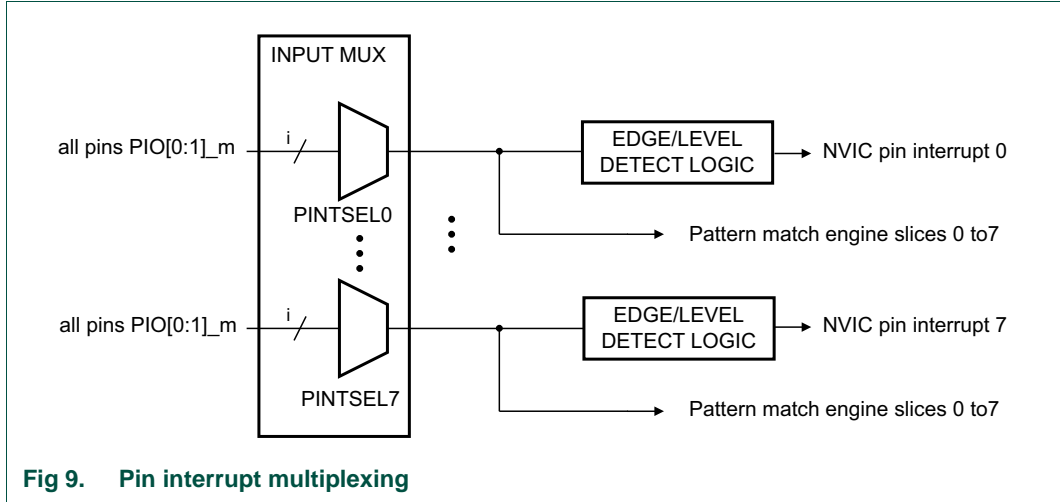 INPUT MUX
all pins PIO[0:1]_m
i
PINTSEL0
EDGE/LEVEL
DETECT LOGIC
NVIC pin interrupt 0
Pattern match engine slices 0 to7
all pins PIO[0:1]_m
i
PINTSEL7
EDGE/LEVEL
DETECT LOGIC
NVIC pin interrupt 7
Pattern match engine slices 0 to7
Fig 9. Pin interrupt multiplexing